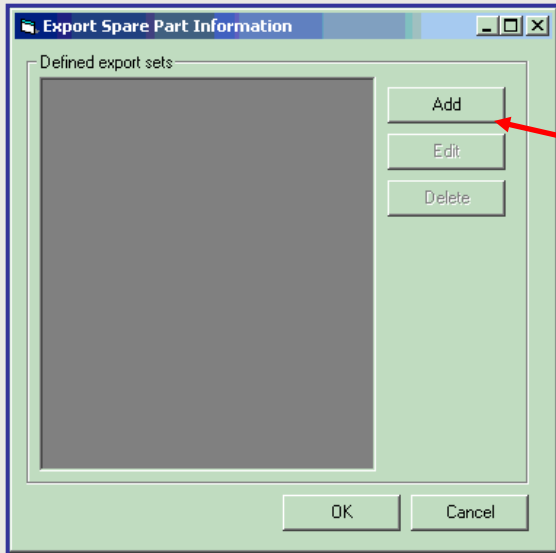 Export Spare Part Information
Defined export sets
Add
Edit
Delete
OK
Cancel